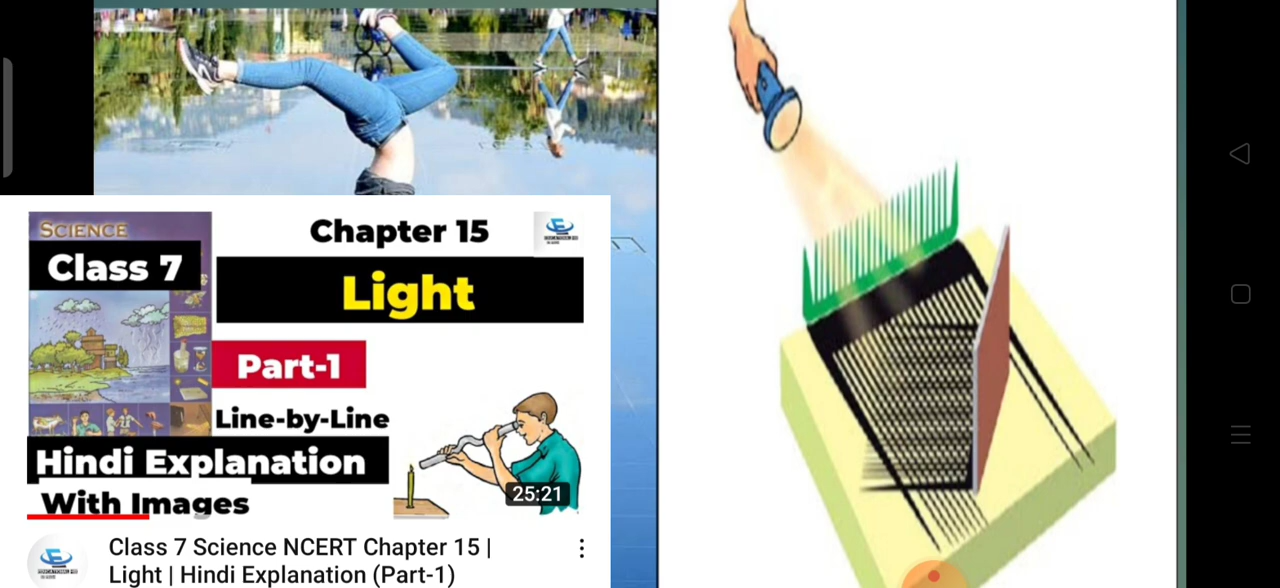 SCIENCE
Class 7
Chapter 15
Light
Part-1
Line-by-Line
Hindi Explanation
With Images
25:21
Class 7 Science NCERT Chapter 15 |
Light | Hindi Explanation (Part-1)